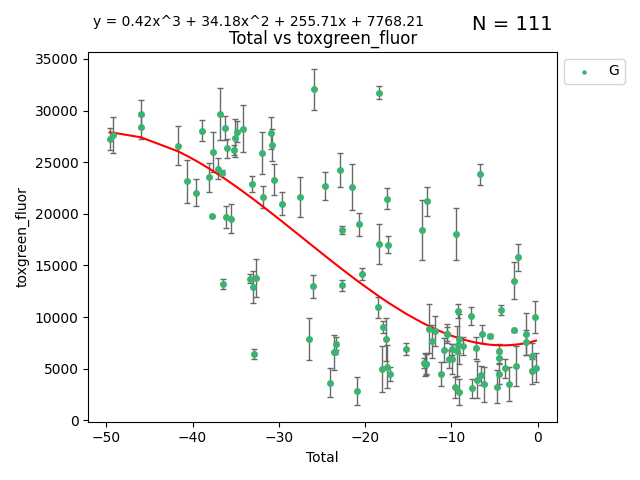 y = 0.42x^3 + 34.18x^2 + 255.71x + 7768.21
N = 111
Total vs toxgreen_fluor
G
35000
30000
25000
20000
15000
10000
5000
0
toxgreen_fluor
−50 −40 −30 −20 −10 0
Total